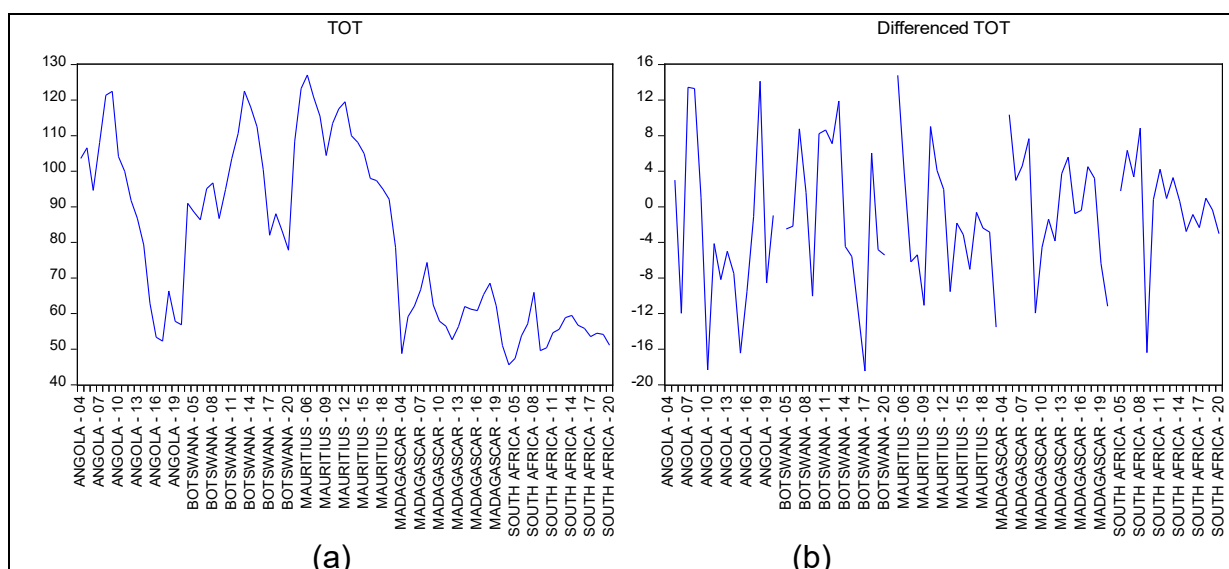 TOT
130
120
110
100
90
80
70
60
50
40
ANGOLA - 04
ANGOLA - 07
ANGOLA - 10
ANGOLA - 13
ANGOLA - 16
ANGOLA - 19
BOTSWANA - 05
BOTSWANA - 08
BOTSWANA - 11
BOTSWANA - 14
BOTSWANA - 17
BOTSWANA - 20
MAURITIUS - 06
MAURITIUS - 09
MAURITIUS - 12
MAURITIUS - 15
MAURITIUS - 18
MADAGASCAR - 04
MADAGASCAR - 07
MADAGASCAR - 10
MADAGASCAR - 13
MADAGASCAR - 16
MADAGASCAR - 19
SOUTH AFRICA - 05
SOUTH AFRICA - 08
SOUTH AFRICA - 11
SOUTH AFRICA - 14
SOUTH AFRICA - 17
SOUTH AFRICA - 20
(a)
Differenced TOT
16
12
8
4
0
-4
-8
-12
-16
-20
ANGOLA - 04
ANGOLA - 07
ANGOLA - 10
ANGOLA - 13
ANGOLA - 16
ANGOLA - 19
BOTSWANA - 05
BOTSWANA - 08
BOTSWANA - 11
BOTSWANA - 14
BOTSWANA - 17
BOTSWANA - 20
MAURITIUS - 06
MAURITIUS - 09
MAURITIUS - 12
MAURITIUS - 15
MAURITIUS - 18
MADAGASCAR - 04
MADAGASCAR - 07
MADAGASCAR - 10
MADAGASCAR - 13
MADAGASCAR - 16
MADAGASCAR - 19
SOUTH AFRICA - 05
SOUTH AFRICA - 08
SOUTH AFRICA - 11
SOUTH AFRICA - 14
SOUTH AFRICA - 17
SOUTH AFRICA - 20
(b)